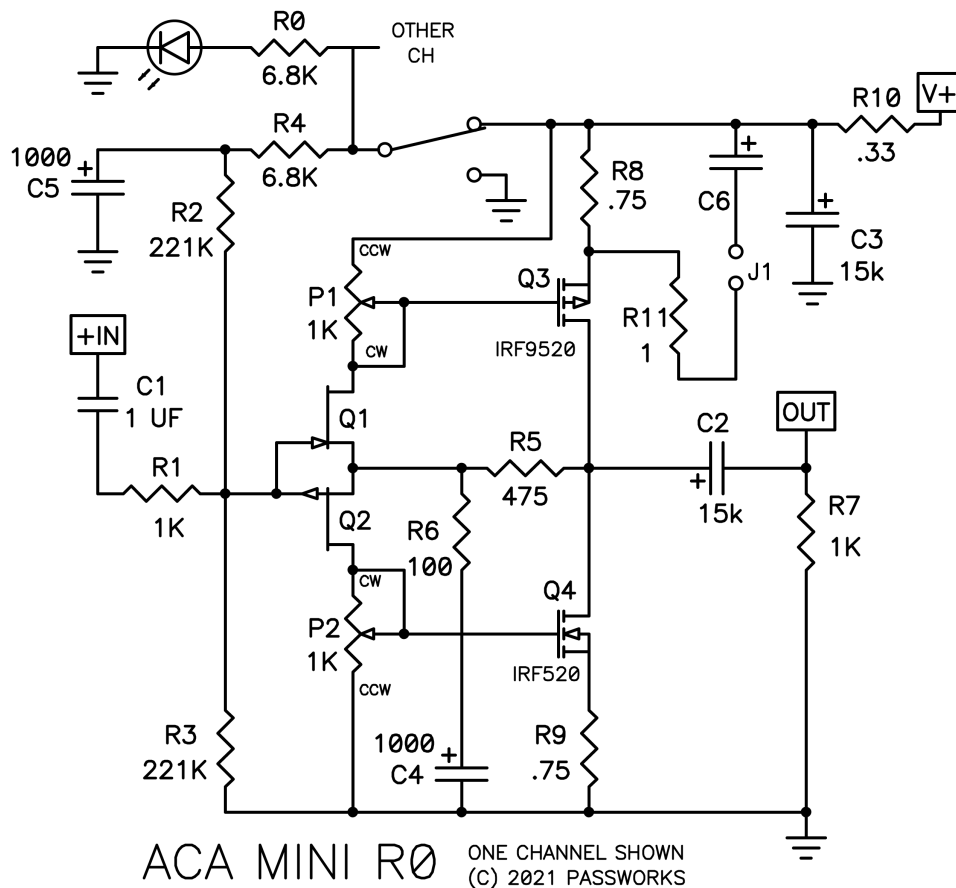 R0
6.8K
OTHER
CH
R4
6.8K
1000
+
C5
R2
221K
R10
.33
V+
R8
.75
+
C6
J1
+
C3
15k
CCW
P1
1K
CW
Q3
IRF9520
R11
1
+IN
C1
1 UF
R1
1K
Q1
Q2
R5
475
C2
+
15k
OUT
R7
1K
R6
100
CW
P2
1K
CCW
Q4
IRF520
R3
221K
1000
+
C4
R9
.75
ACA MINI R0
ONE CHANNEL SHOWN
(C) 2021 PASSWORKS